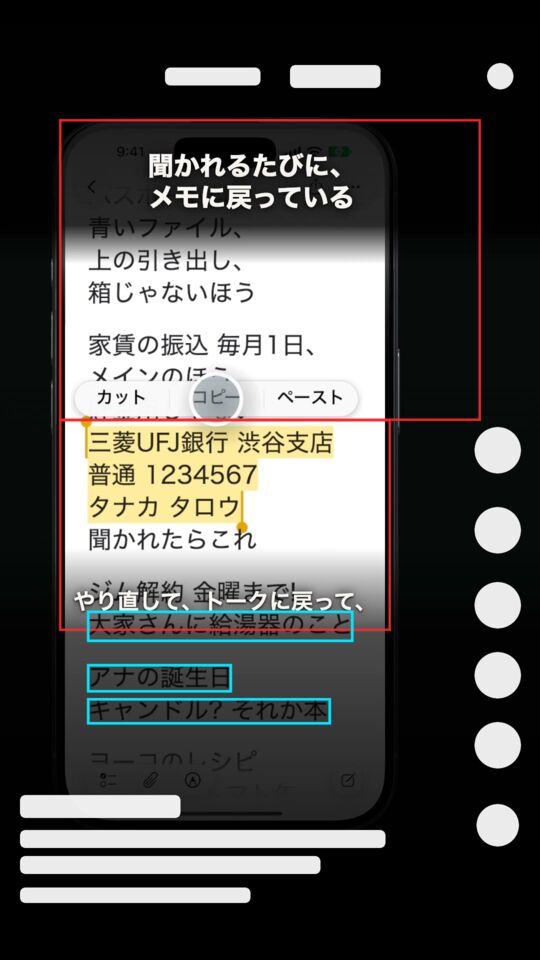 9:41
聞かれるたびに、
メモに戻っている
青いファイル、
上の引き出し、
箱じゃないほう
家賃の振込 毎月1日、
メインのほう
カット コピー ペースト
三菱UFJ銀行 渋谷支店
普通 1234567
タナカ タロウ
聞かれたらこれ
ジム解約 金曜まで!
やり直して、トークに戻って、
大家さんに給湯器のこと
アナの誕生日
キャンドル? それか本
ヨーコのレシピ